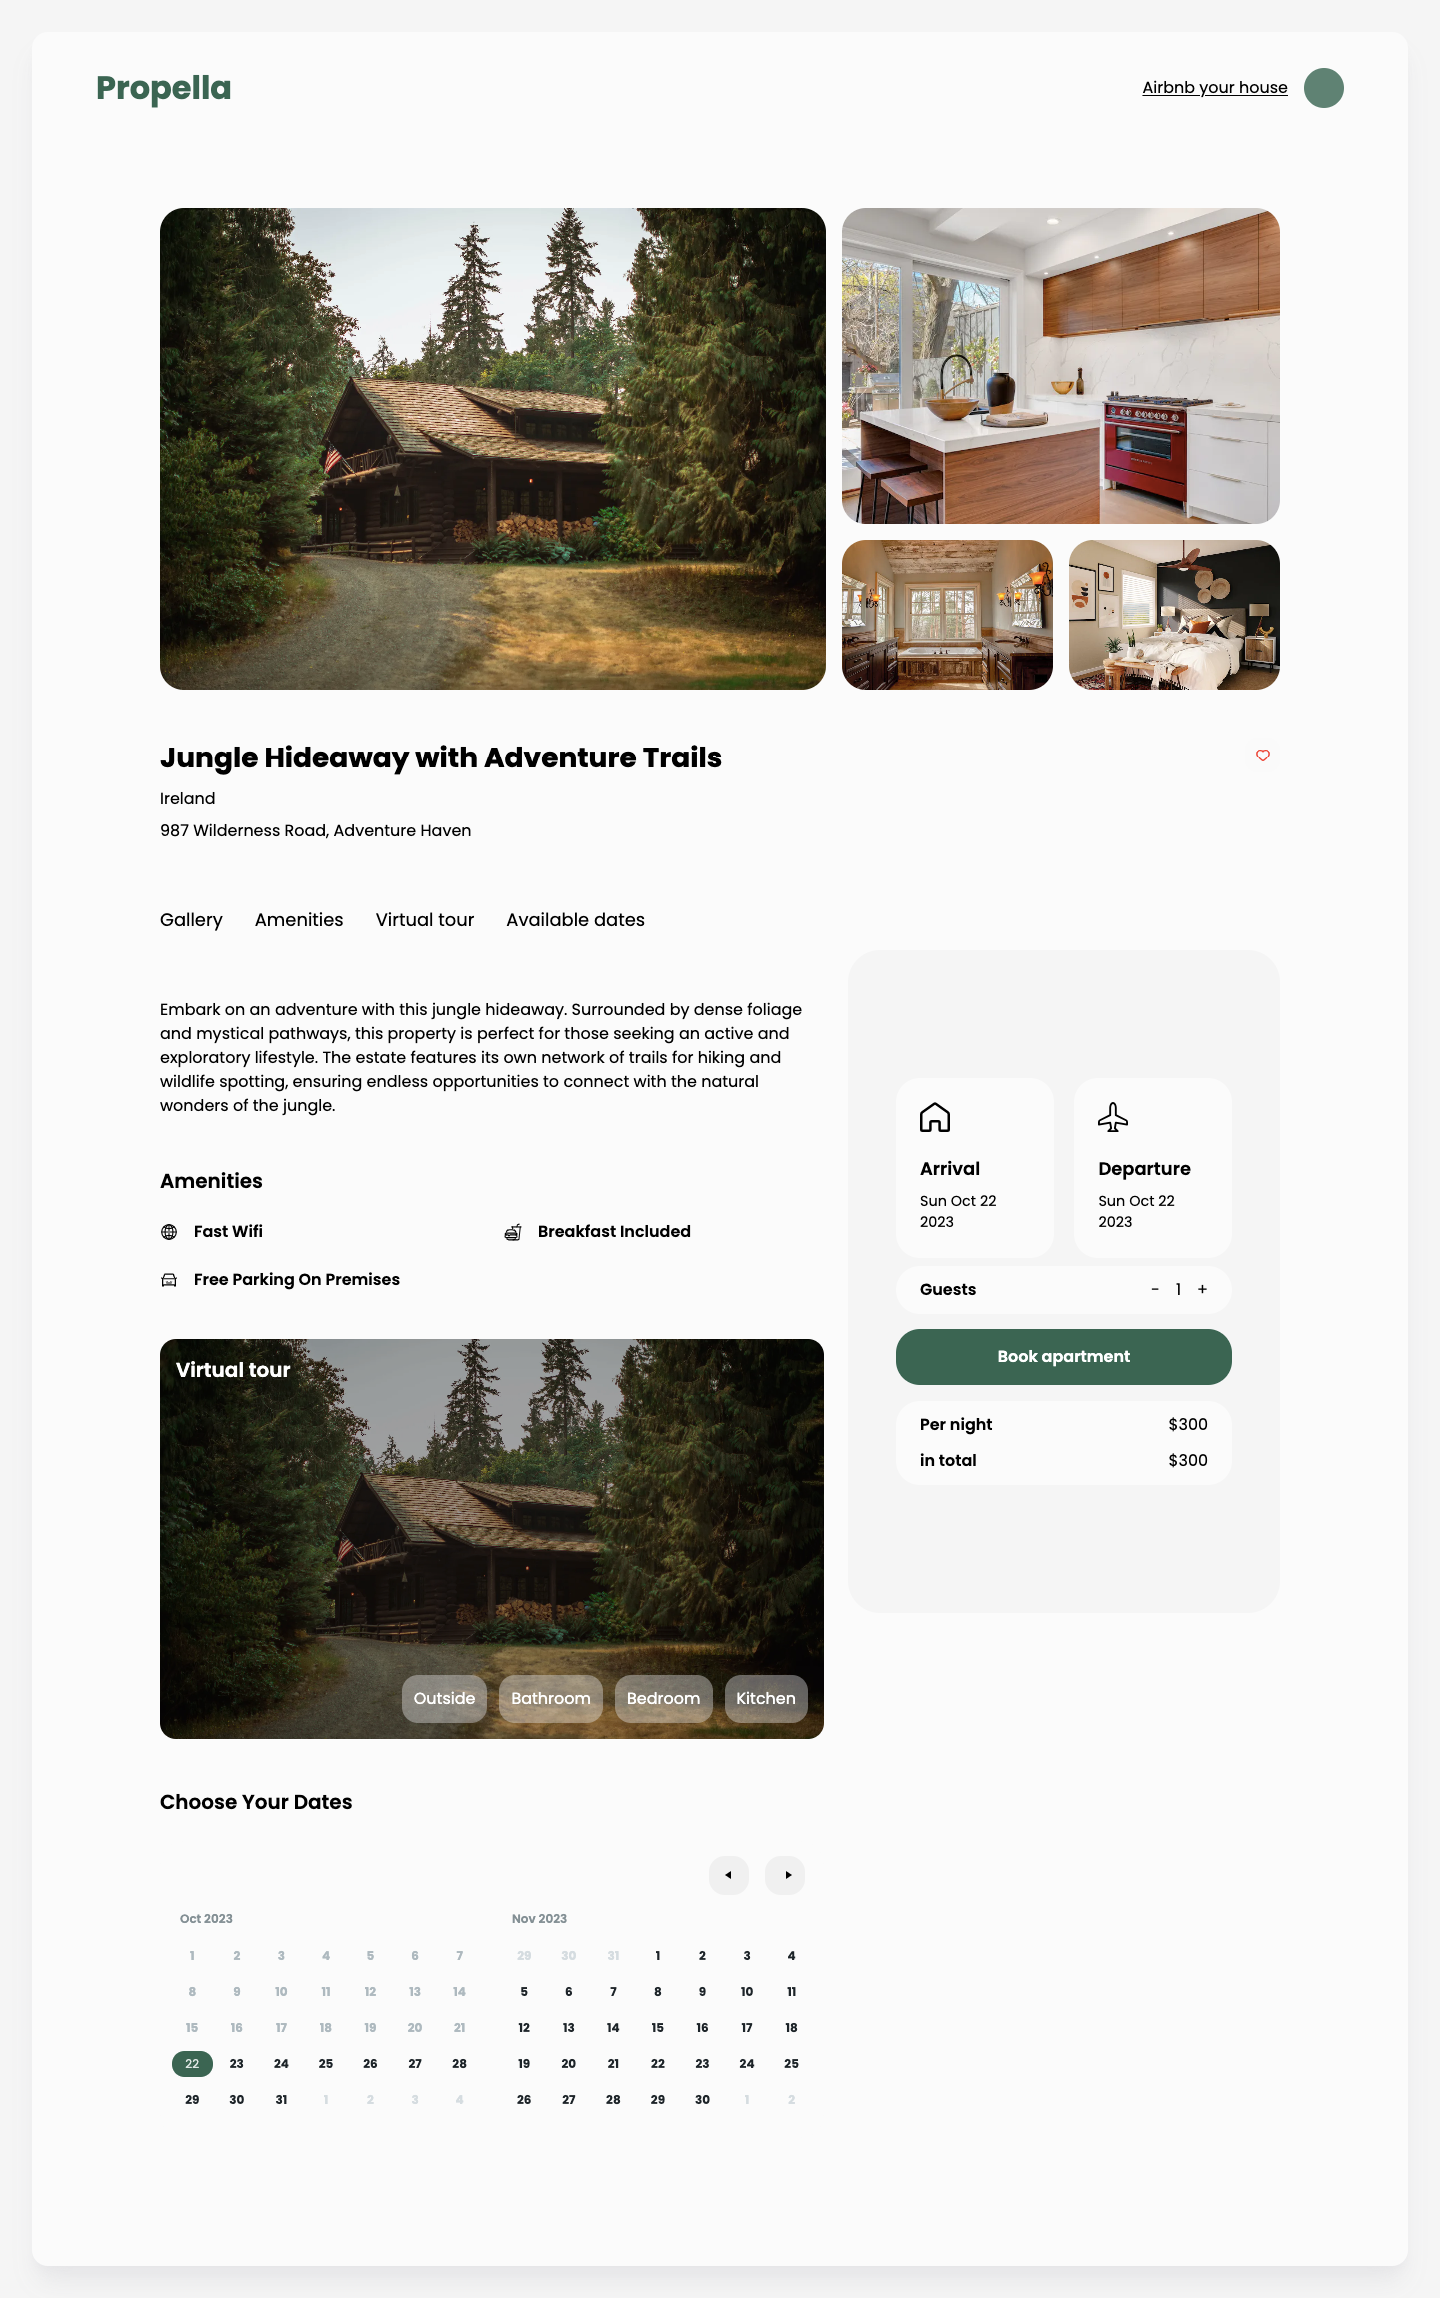 Propella
Airbnb your house
Jungle Hideaway with Adventure Trails
Ireland
987 Wilderness Road, Adventure Haven
Gallery Amenities Virtual tour Available dates
Embark on an adventure with this jungle hideaway. Surrounded by dense foliage
and mystical pathways, this property is perfect for those seeking an active and
exploratory lifestyle. The estate features its own network of trails for hiking and
wildlife spotting, ensuring endless opportunities to connect with the natural
wonders of the jungle.
Amenities
Fast Wifi
Breakfast Included
Free Parking On Premises
Virtual tour
Outside Bathroom Bedroom Kitchen
Choose Your Dates
Oct 2023
1 2 3 4 5 6 7
8 9 10 11 12 13 14
15 16 17 18 19 20 21
22 23 24 25 26 27 28
29 30 31 1 2 3 4
Nov 2023
29 30 31 1 2 3 4
5 6 7 8 9 10 11
12 13 14 15 16 17 18
19 20 21 22 23 24 25
26 27 28 29 30 1 2
Arrival
Sun Oct 22
2023
Departure
Sun Oct 22
2023
Guests - 1 +
Book apartment
Per night $300
in total $300